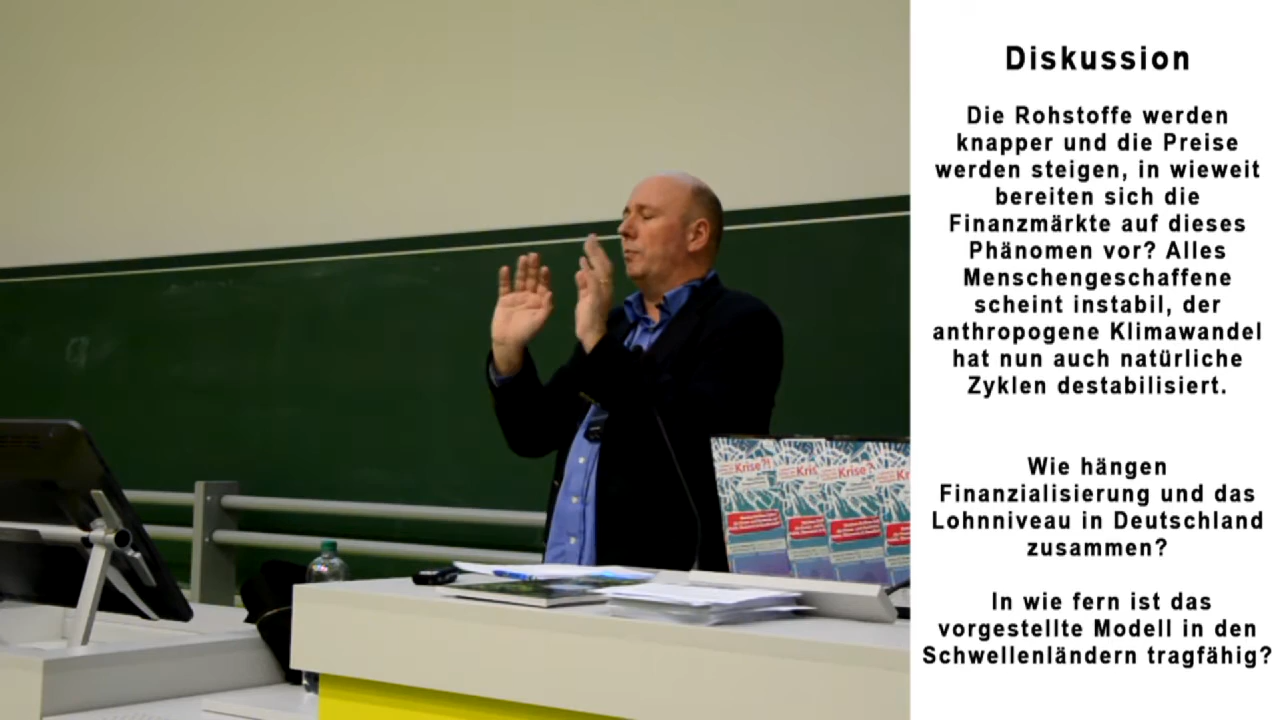 Diskussion
Die Rohstoffe werden
knapper und die Preise
werden steigen, in wieweit
bereiten sich die
Finanzmärkte auf dieses
Phänomen vor? Alles
Menschengeschaffene
scheint instabil, der
anthropogene Klimawandel
hat nun auch natürliche
Zyklen destabilisiert.
Wie hängen
Finanzialisierung und das
Lohnniveau in Deutschland
zusammen?
In wie fern ist das
vorgestellte Modell in den
Schwellenländern tragfähig?
Krise?!
Kris
Krise?
Kr